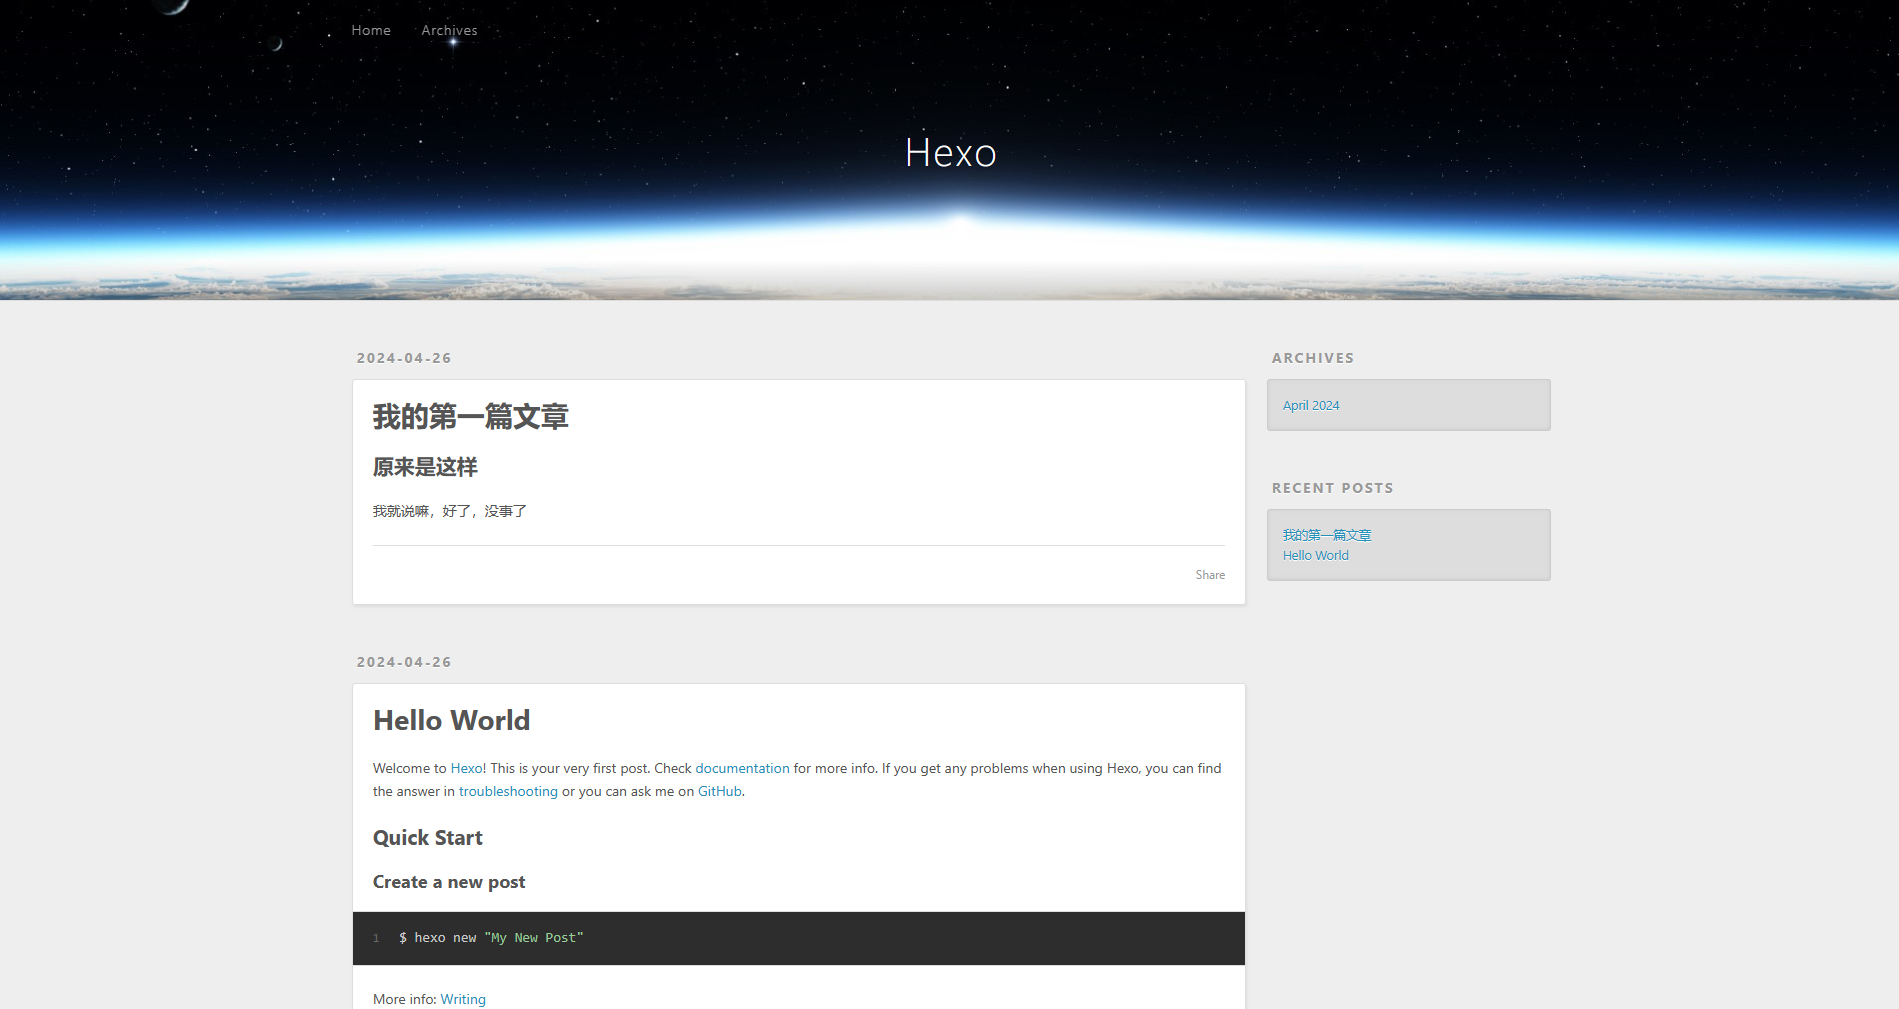 Home Archives
Hexo
2024-04-26
我的第一篇文章
原来是这样
我就说嘛，好了，没事了
Share
2024-04-26
Hello World
Welcome to Hexo! This is your very first post. Check documentation for more info. If you get any problems when using Hexo, you can find
the answer in troubleshooting or you can ask me on GitHub.
Quick Start
Create a new post
1 $ hexo new "My New Post"
More info: Writing
ARCHIVES
April 2024
RECENT POSTS
我的第一篇文章
Hello World